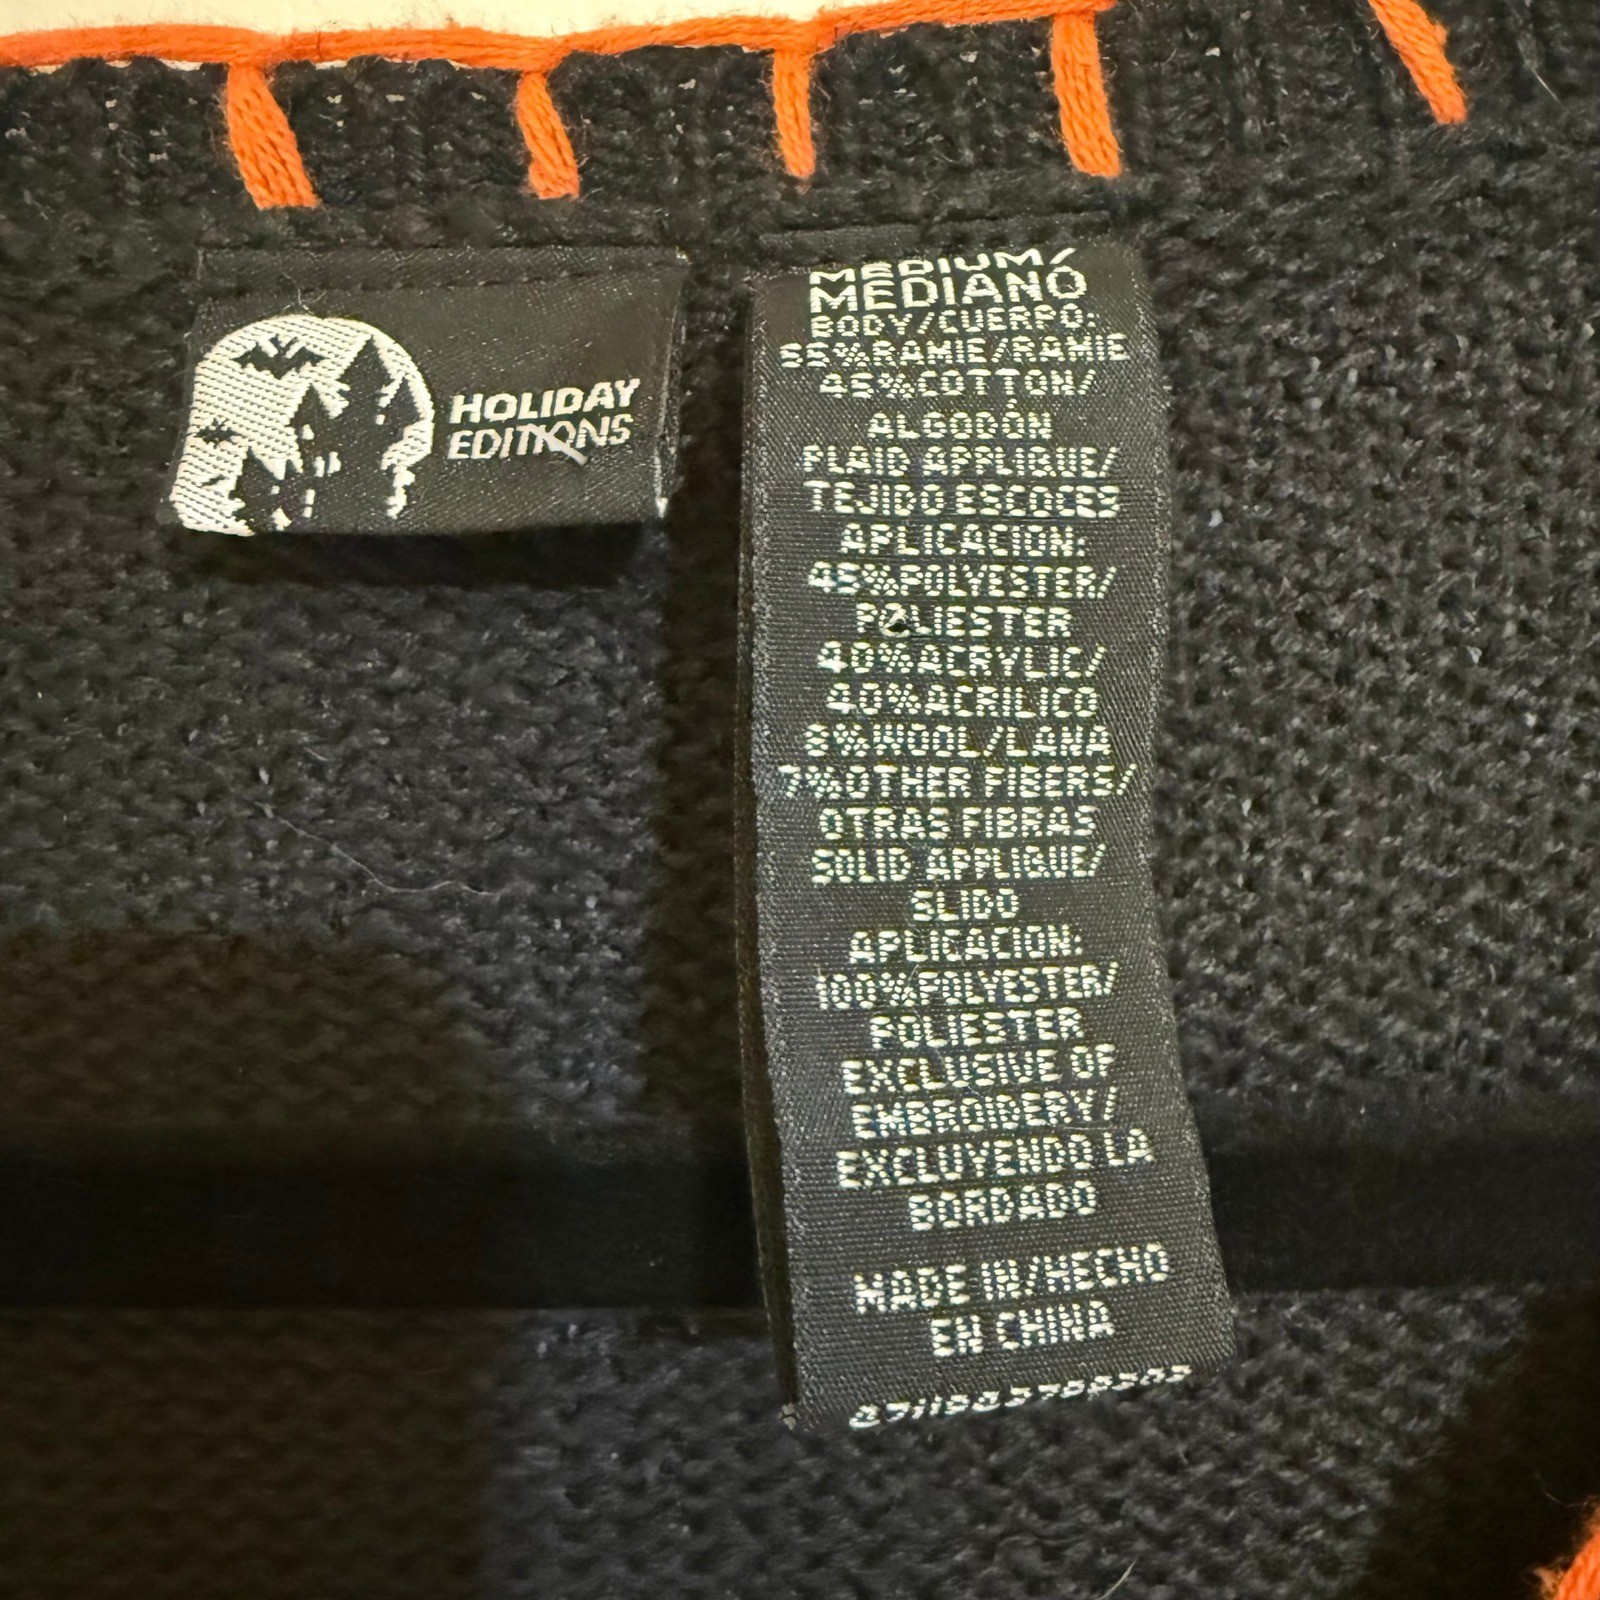 HOLIDAY
EDITIONS
MEDIUM/
MEDIANO
BODY/CUERPO:
55%RAMIE/RAMIE
45%COTTON/
ALGODÓN
PLAID APPLIQUE/
TEJIDO ESCOCES
APLICACION:
45%POLYESTER/
POLIESTER
40%ACRYLIC/
40%ACRILICO
8%WOOL/LANA
7%OTHER FIBERS/
OTRAS FIBRAS
SOLID APPLIQUE/
SLIDO
APLICACION:
100%POLYESTER/
POLIESTER
EXCLUSIVE OF
EMBROIDERY/
EXCLUYENDO LA
BORDADO
MADE IN/HECHO
EN CHINA